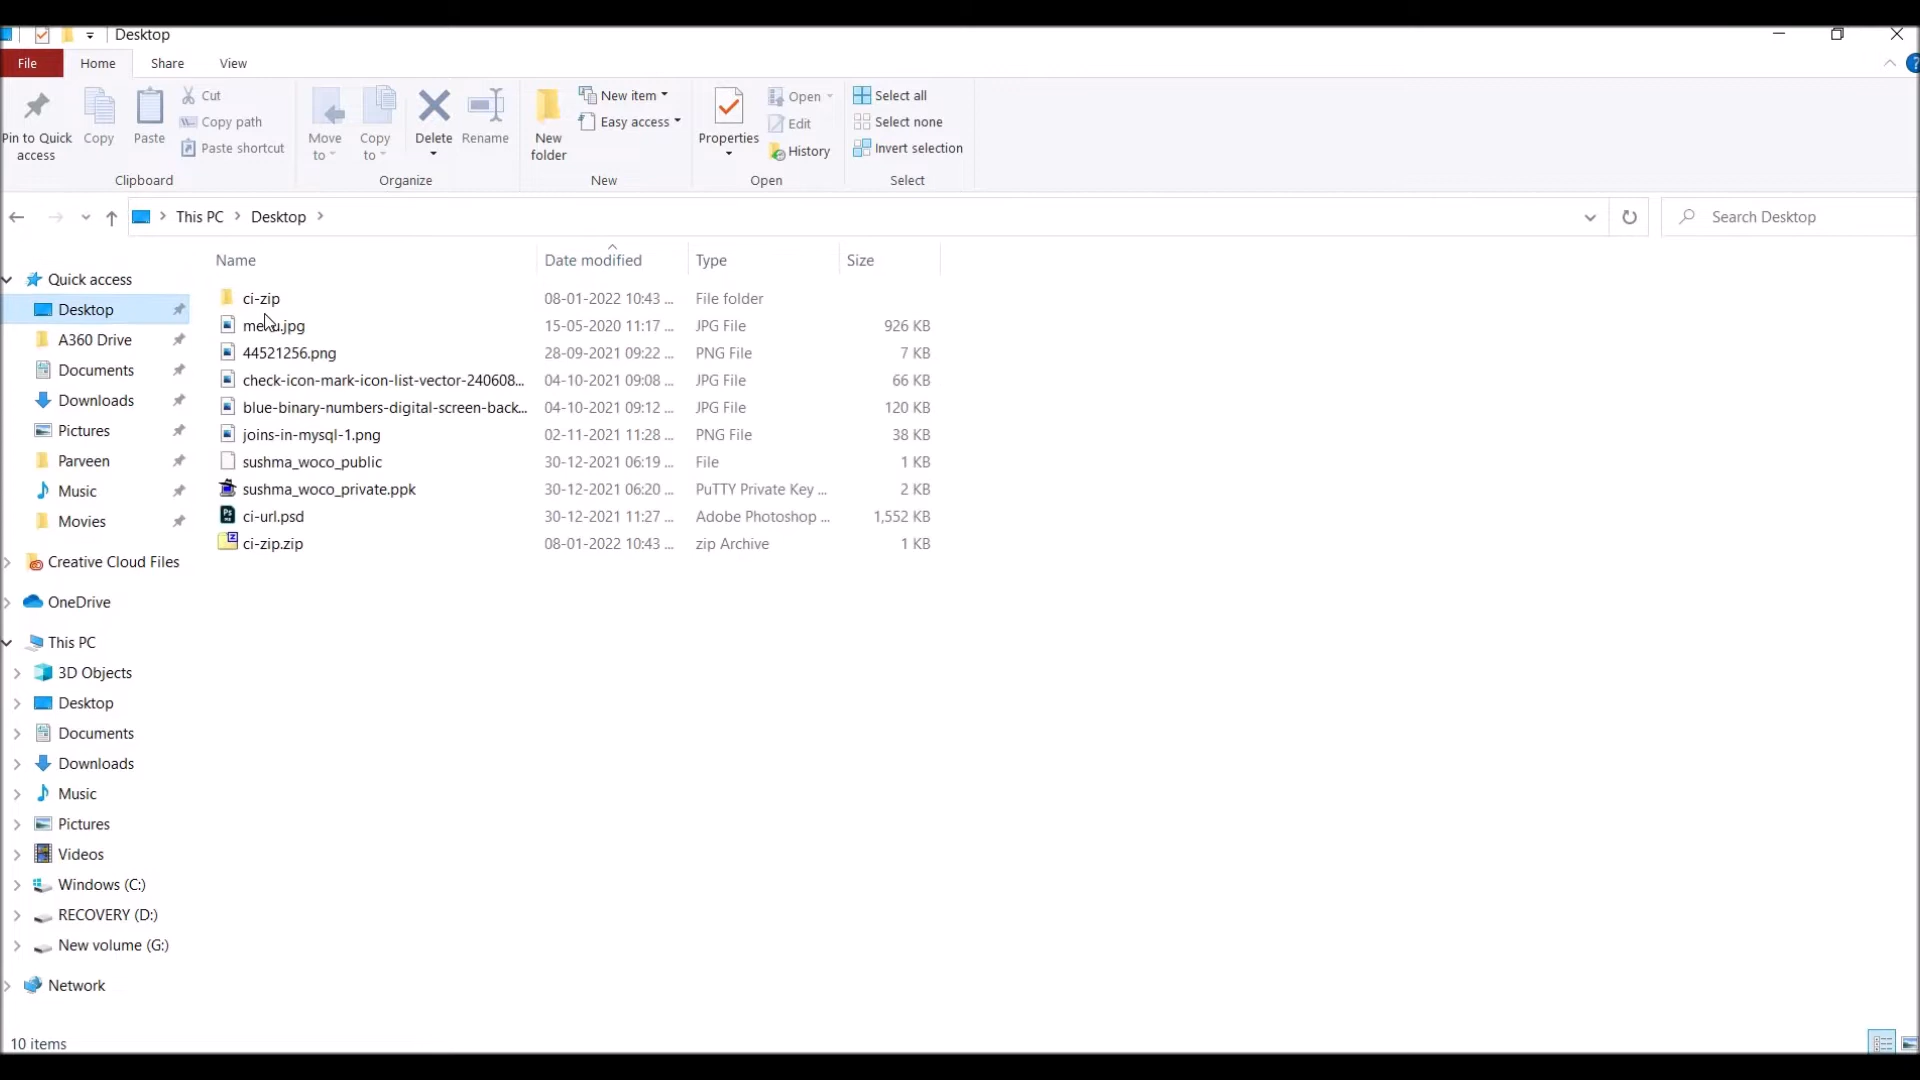 Desktop
File Home Share View
Pin to Quick access
Copy
Paste
Cut
Copy path
Paste shortcut
Move to
Copy to
Delete
Rename
New folder
New item
Easy access
Properties
Open
Edit
History
Select all
Select none
Invert selection
Clipboard Organize New Open Select
This PC Desktop
Search Desktop
Name Date modified Type Size
ci-zip 08-01-2022 10:43 ... File folder
44521256.png 28-09-2021 09:22 ... PNG File 7 KB
15-05-2020 11:17 ... JPG File 926 KB
check-icon-mark-icon-list-vector-240608... 04-10-2021 09:08 ... JPG File 66 KB
blue-binary-numbers-digital-screen-back... 04-10-2021 09:12 ... JPG File 120 KB
joins-in-mysql-1.png 02-11-2021 11:28 ... PNG File 38 KB
sushma_woco_public 30-12-2021 06:19 ... File 1 KB
sushma_woco_private.ppk 30-12-2021 06:20 ... PuTTY Private Key ... 2 KB
ci-url.psd 30-12-2021 11:27 ... Adobe Photoshop ... 1,552 KB
ci-zip.zip 08-01-2022 10:43 ... zip Archive 1 KB
Quick access
Desktop
A360 Drive
Documents
Downloads
Pictures
Parveen
Music
Movies
Creative Cloud Files
OneDrive
This PC
3D Objects
Desktop
Documents
Downloads
Music
Pictures
Videos
Windows (C:)
RECOVERY (D:)
New volume (G:)
Network
10 items